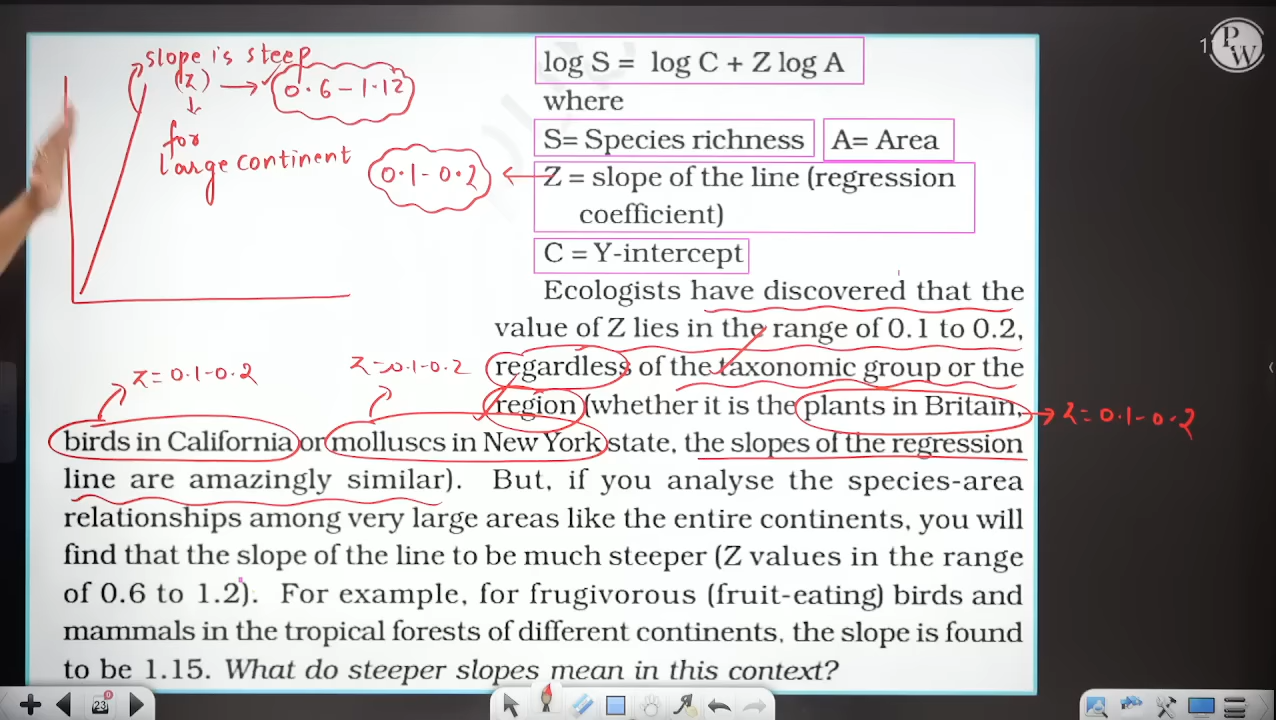 slope is steep
(Z) → 0.6 - 1.12
for
large continent
0.1 - 0.2
log S = log C + Z log A
where
S= Species richness A= Area
Z = slope of the line (regression
coefficient)
C = Y-intercept
Ecologists have discovered that the
value of Z lies in the range of 0.1 to 0.2,
regardless of the taxonomic group or the
region (whether it is the plants in Britain,
Z = 0.1 - 0.2
Z = 0.1 - 0.2
Z = 0.1 - 0.2
birds in California or molluscs in New York state, the slopes of the regression
line are amazingly similar). But, if you analyse the species-area
relationships among very large areas like the entire continents, you will
find that the slope of the line to be much steeper (Z values in the range
of 0.6 to 1.2). For example, for frugivorous (fruit-eating) birds and
mammals in the tropical forests of different continents, the slope is found
to be 1.15. What do steeper slopes mean in this context?
PW
23